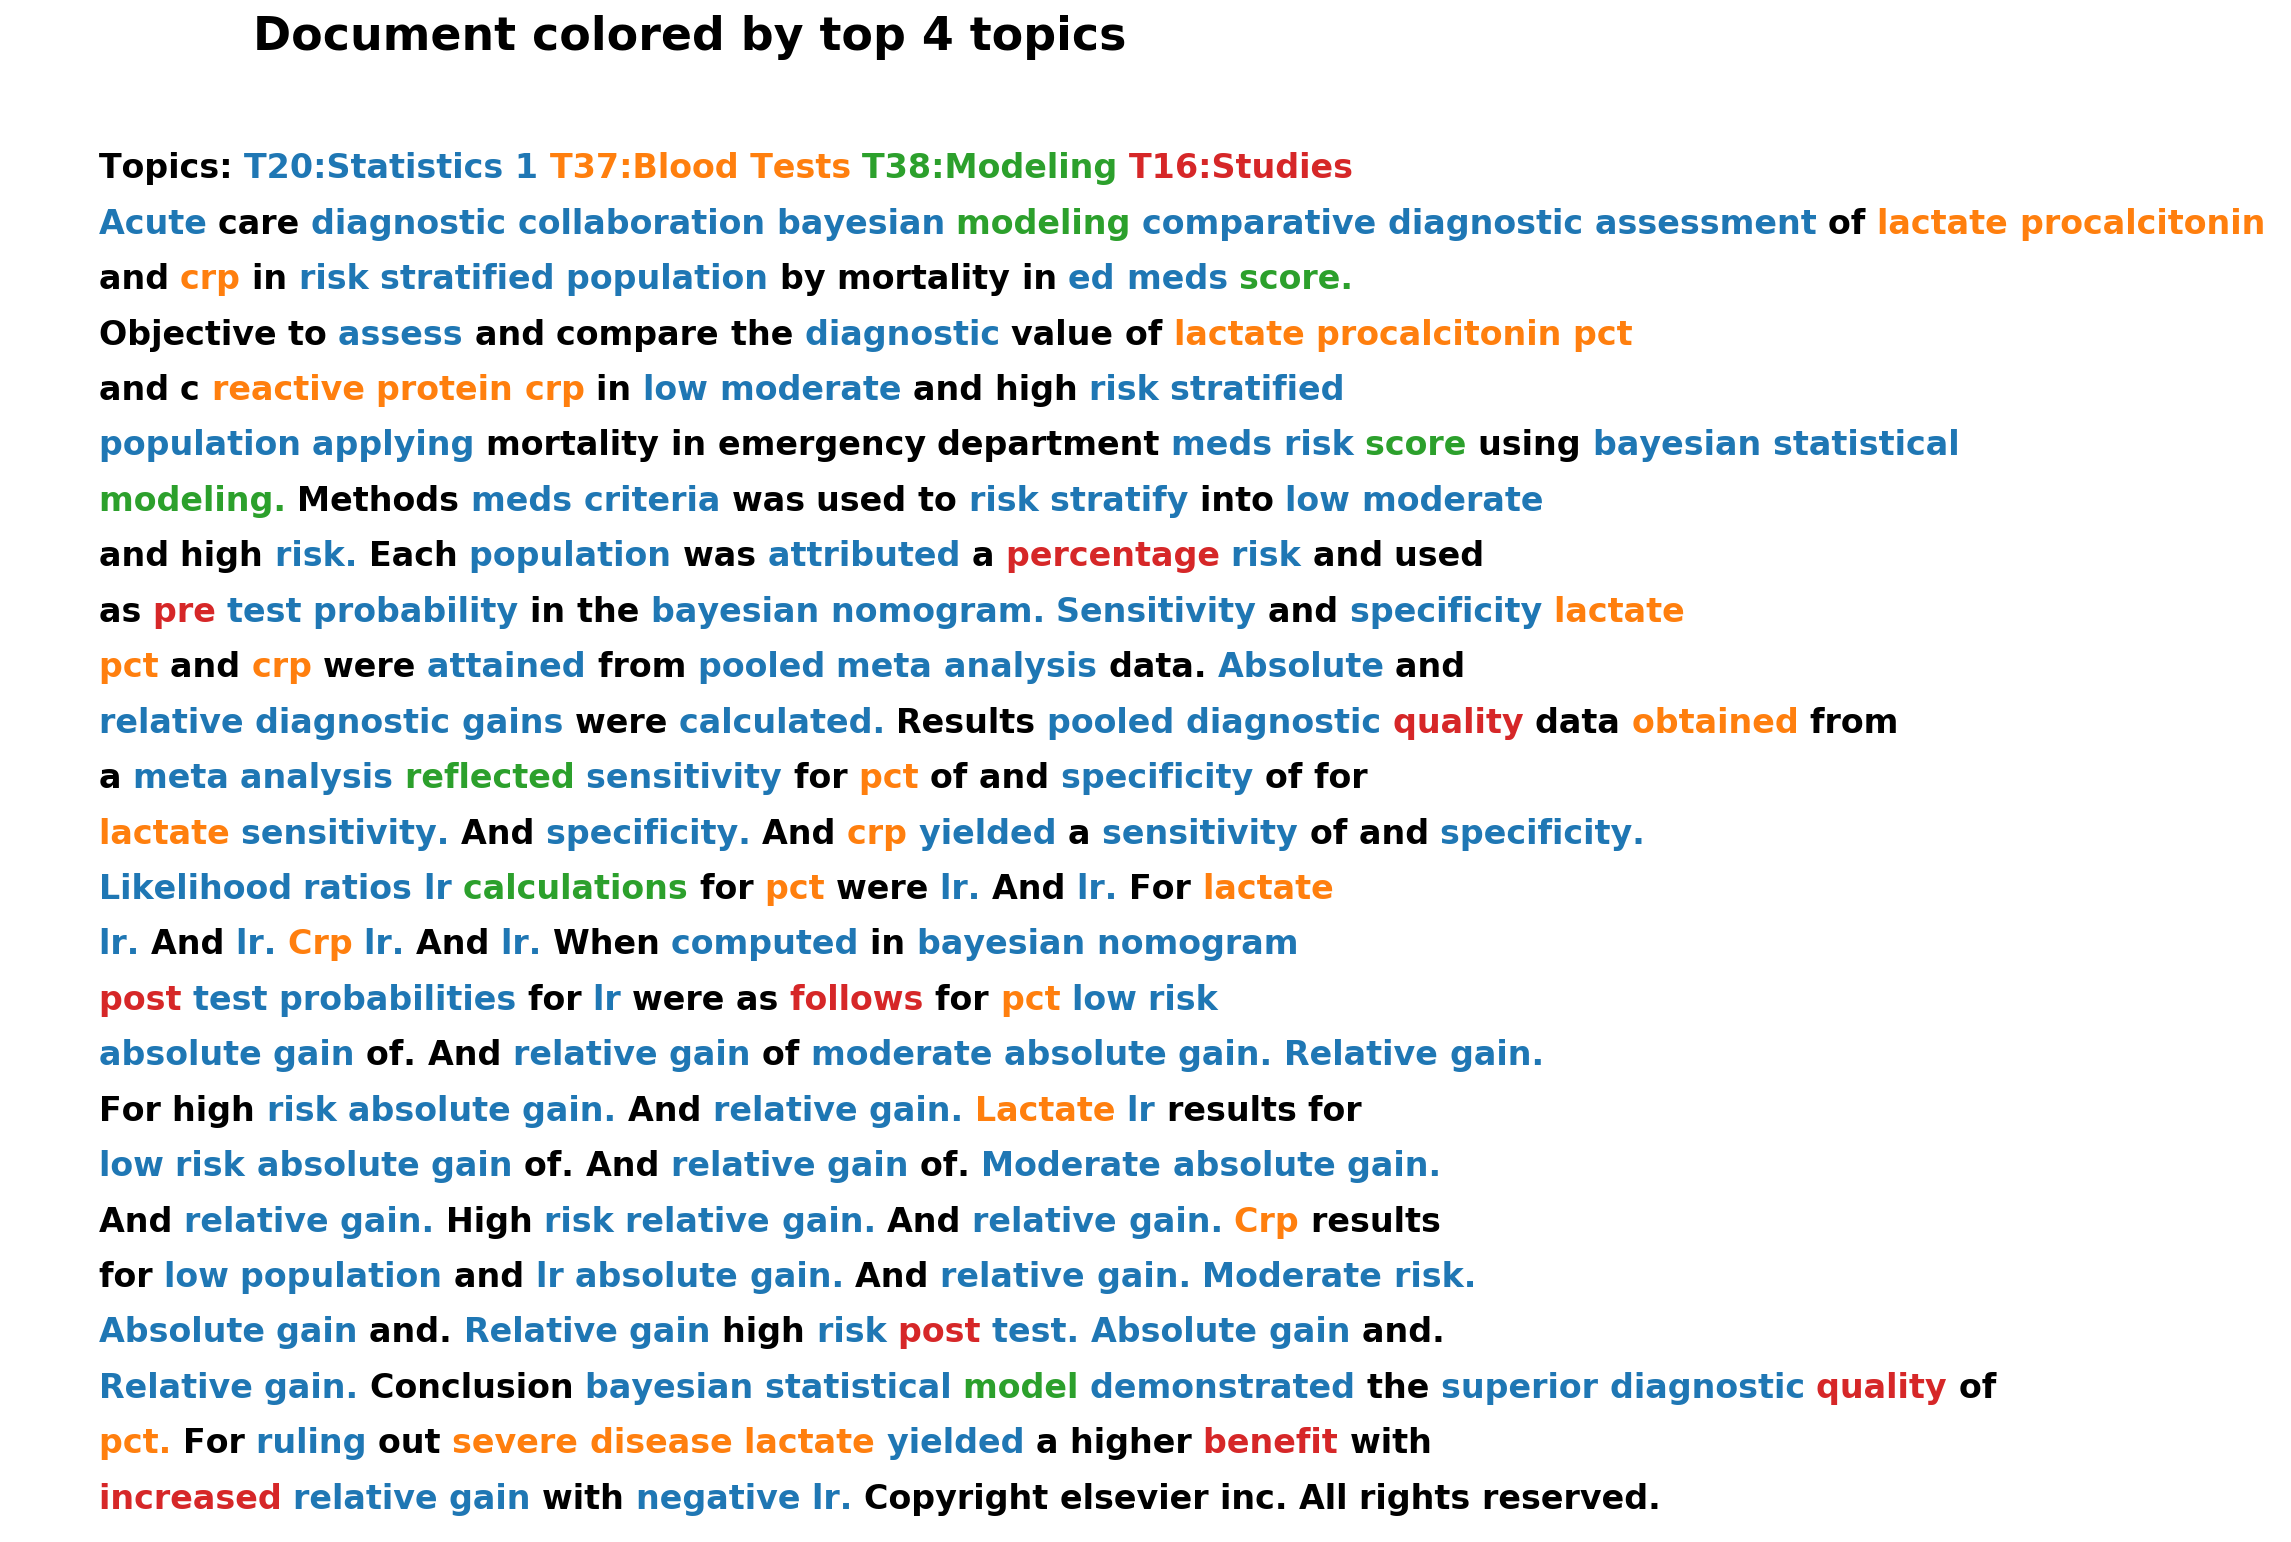 Document colored by top 4 topics
Topics: T20:Statistics 1 T37:Blood Tests T38:Modeling T16:Studies
Acute care diagnostic collaboration bayesian modeling comparative diagnostic assessment of lactate procalcitonin
and crp in risk stratified population by mortality in ed meds score.
Objective to assess and compare the diagnostic value of lactate procalcitonin pct
and c reactive protein crp in low moderate and high risk stratified
population applying mortality in emergency department meds risk score using bayesian statistical
modeling. Methods meds criteria was used to risk stratify into low moderate
and high risk. Each population was attributed a percentage risk and used
as pre test probability in the bayesian nomogram. Sensitivity and specificity lactate
pct and crp were attained from pooled meta analysis data. Absolute and
relative diagnostic gains were calculated. Results pooled diagnostic quality data obtained from
a meta analysis reflected sensitivity for pct of and specificity of for
lactate sensitivity. And specificity. And crp yielded a sensitivity of and specificity.
Likelihood ratios lr calculations for pct were lr. And lr. For lactate
lr. And lr. Crp lr. And lr. When computed in bayesian nomogram
post test probabilities for lr were as follows for pct low risk
absolute gain of. And relative gain of moderate absolute gain. Relative gain.
For high risk absolute gain. And relative gain. Lactate lr results for
low risk absolute gain of. And relative gain of. Moderate absolute gain.
And relative gain. High risk relative gain. And relative gain. Crp results
for low population and lr absolute gain. And relative gain. Moderate risk.
Absolute gain and. Relative gain high risk post test. Absolute gain and.
Relative gain. Conclusion bayesian statistical model demonstrated the superior diagnostic quality of
pct. For ruling out severe disease lactate yielded a higher benefit with
increased relative gain with negative lr. Copyright elsevier inc. All rights reserved.